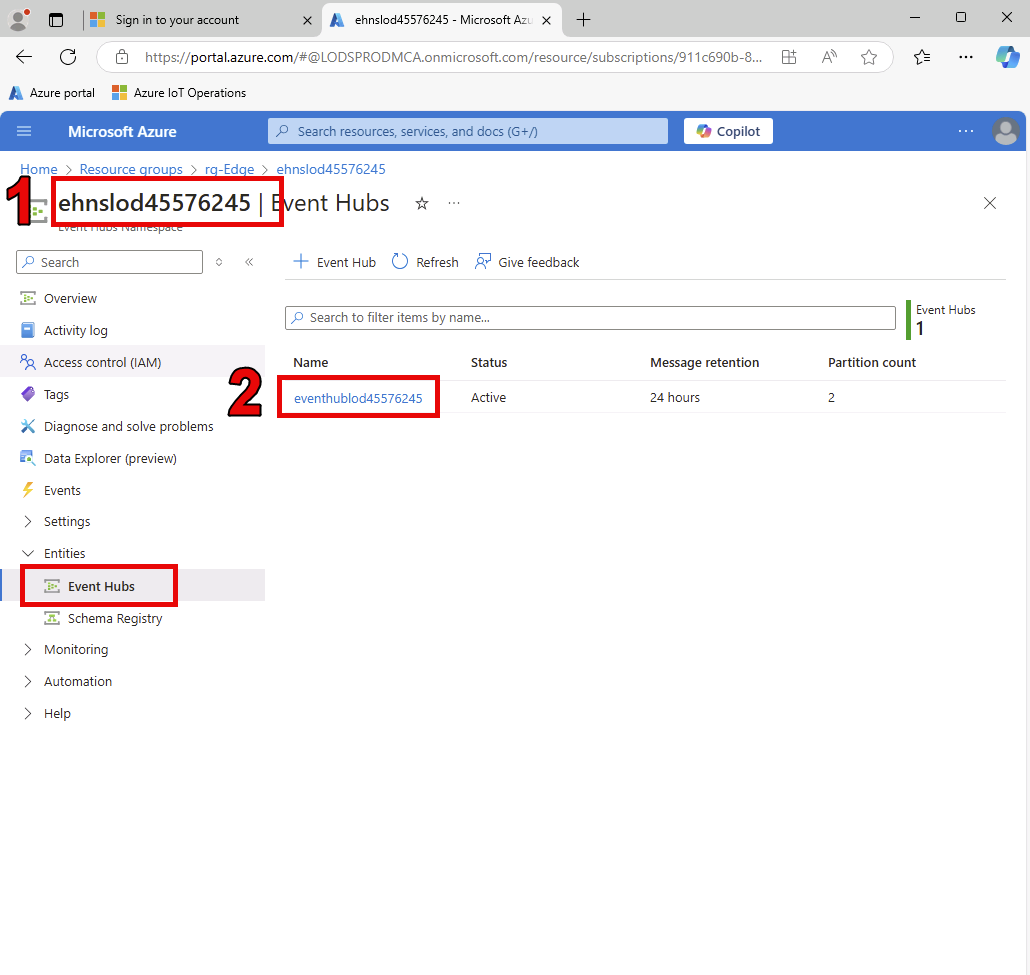 Sign in to your account
ehnslod45576245 - Microsoft Azu
https://portal.azure.com/#@LODSPRODMCA.onmicrosoft.com/resource/subscriptions/911c690b-8...
Azure portal
Azure IoT Operations
Microsoft Azure
Search resources, services, and docs (G+/)
Copilot
Home > Resource groups > rg-Edge > ehnslod45576245
1
ehnslod45576245 | Event Hubs
Event Hubs Namespace
Search
Event Hub
Refresh
Give feedback
Overview
Activity log
Access control (IAM)
Tags
Diagnose and solve problems
Data Explorer (preview)
Events
Settings
Entities
Event Hubs
Schema Registry
Monitoring
Automation
Help
Search to filter items by name...
Event Hubs
1
Name Status Message retention Partition count
2
eventhublod45576245 Active 24 hours 2